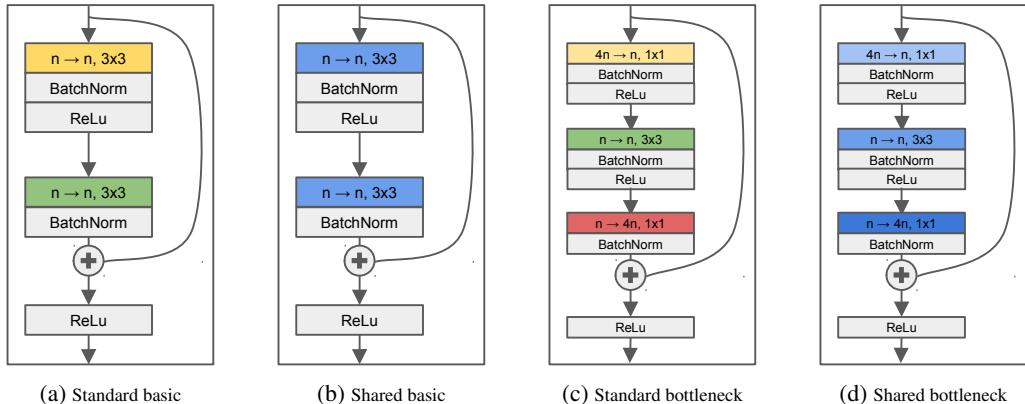 n → n, 3x3
BatchNorm
ReLu
n → n, 3x3
BatchNorm
ReLu
(a) Standard basic
n → n, 3x3
BatchNorm
ReLu
n → n, 3x3
BatchNorm
ReLu
(b) Shared basic
4n → n, 1x1
BatchNorm
ReLu
n → n, 3x3
BatchNorm
ReLu
n → 4n, 1x1
BatchNorm
ReLu
(c) Standard bottleneck
4n → n, 1x1
BatchNorm
ReLu
n → n, 3x3
BatchNorm
ReLu
n → 4n, 1x1
BatchNorm
ReLu
(d) Shared bottleneck